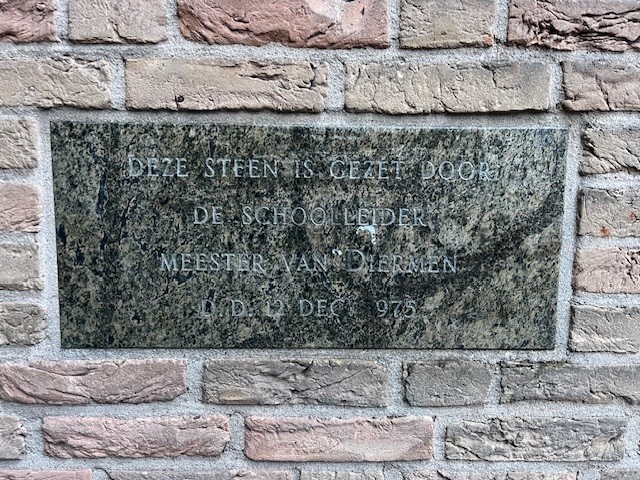 DEZE STEEN IS GEZET DOOR
DE SCHOOLLEIDER
MEESTER VAN DIERMEN
D. D. 12 DEC 1975